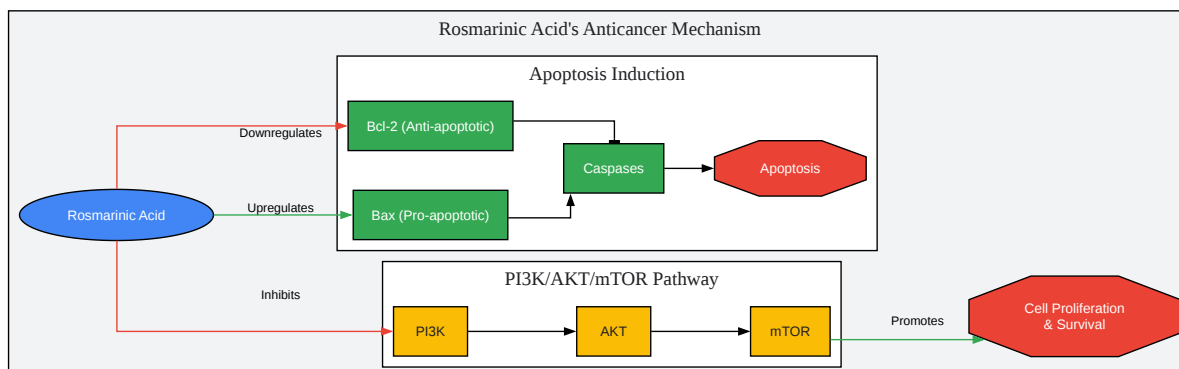 Rosmarinic Acid's Anticancer Mechanism
Apoptosis Induction
Downregulates
Bcl-2 (Anti-apoptotic)
Caspases
Apoptosis
Rosmarinic Acid
Upregulates
Bax (Pro-apoptotic)
PI3K/AKT/mTOR Pathway
Inhibits
PI3K
AKT
mTOR
Promotes
Cell Proliferation
& Survival